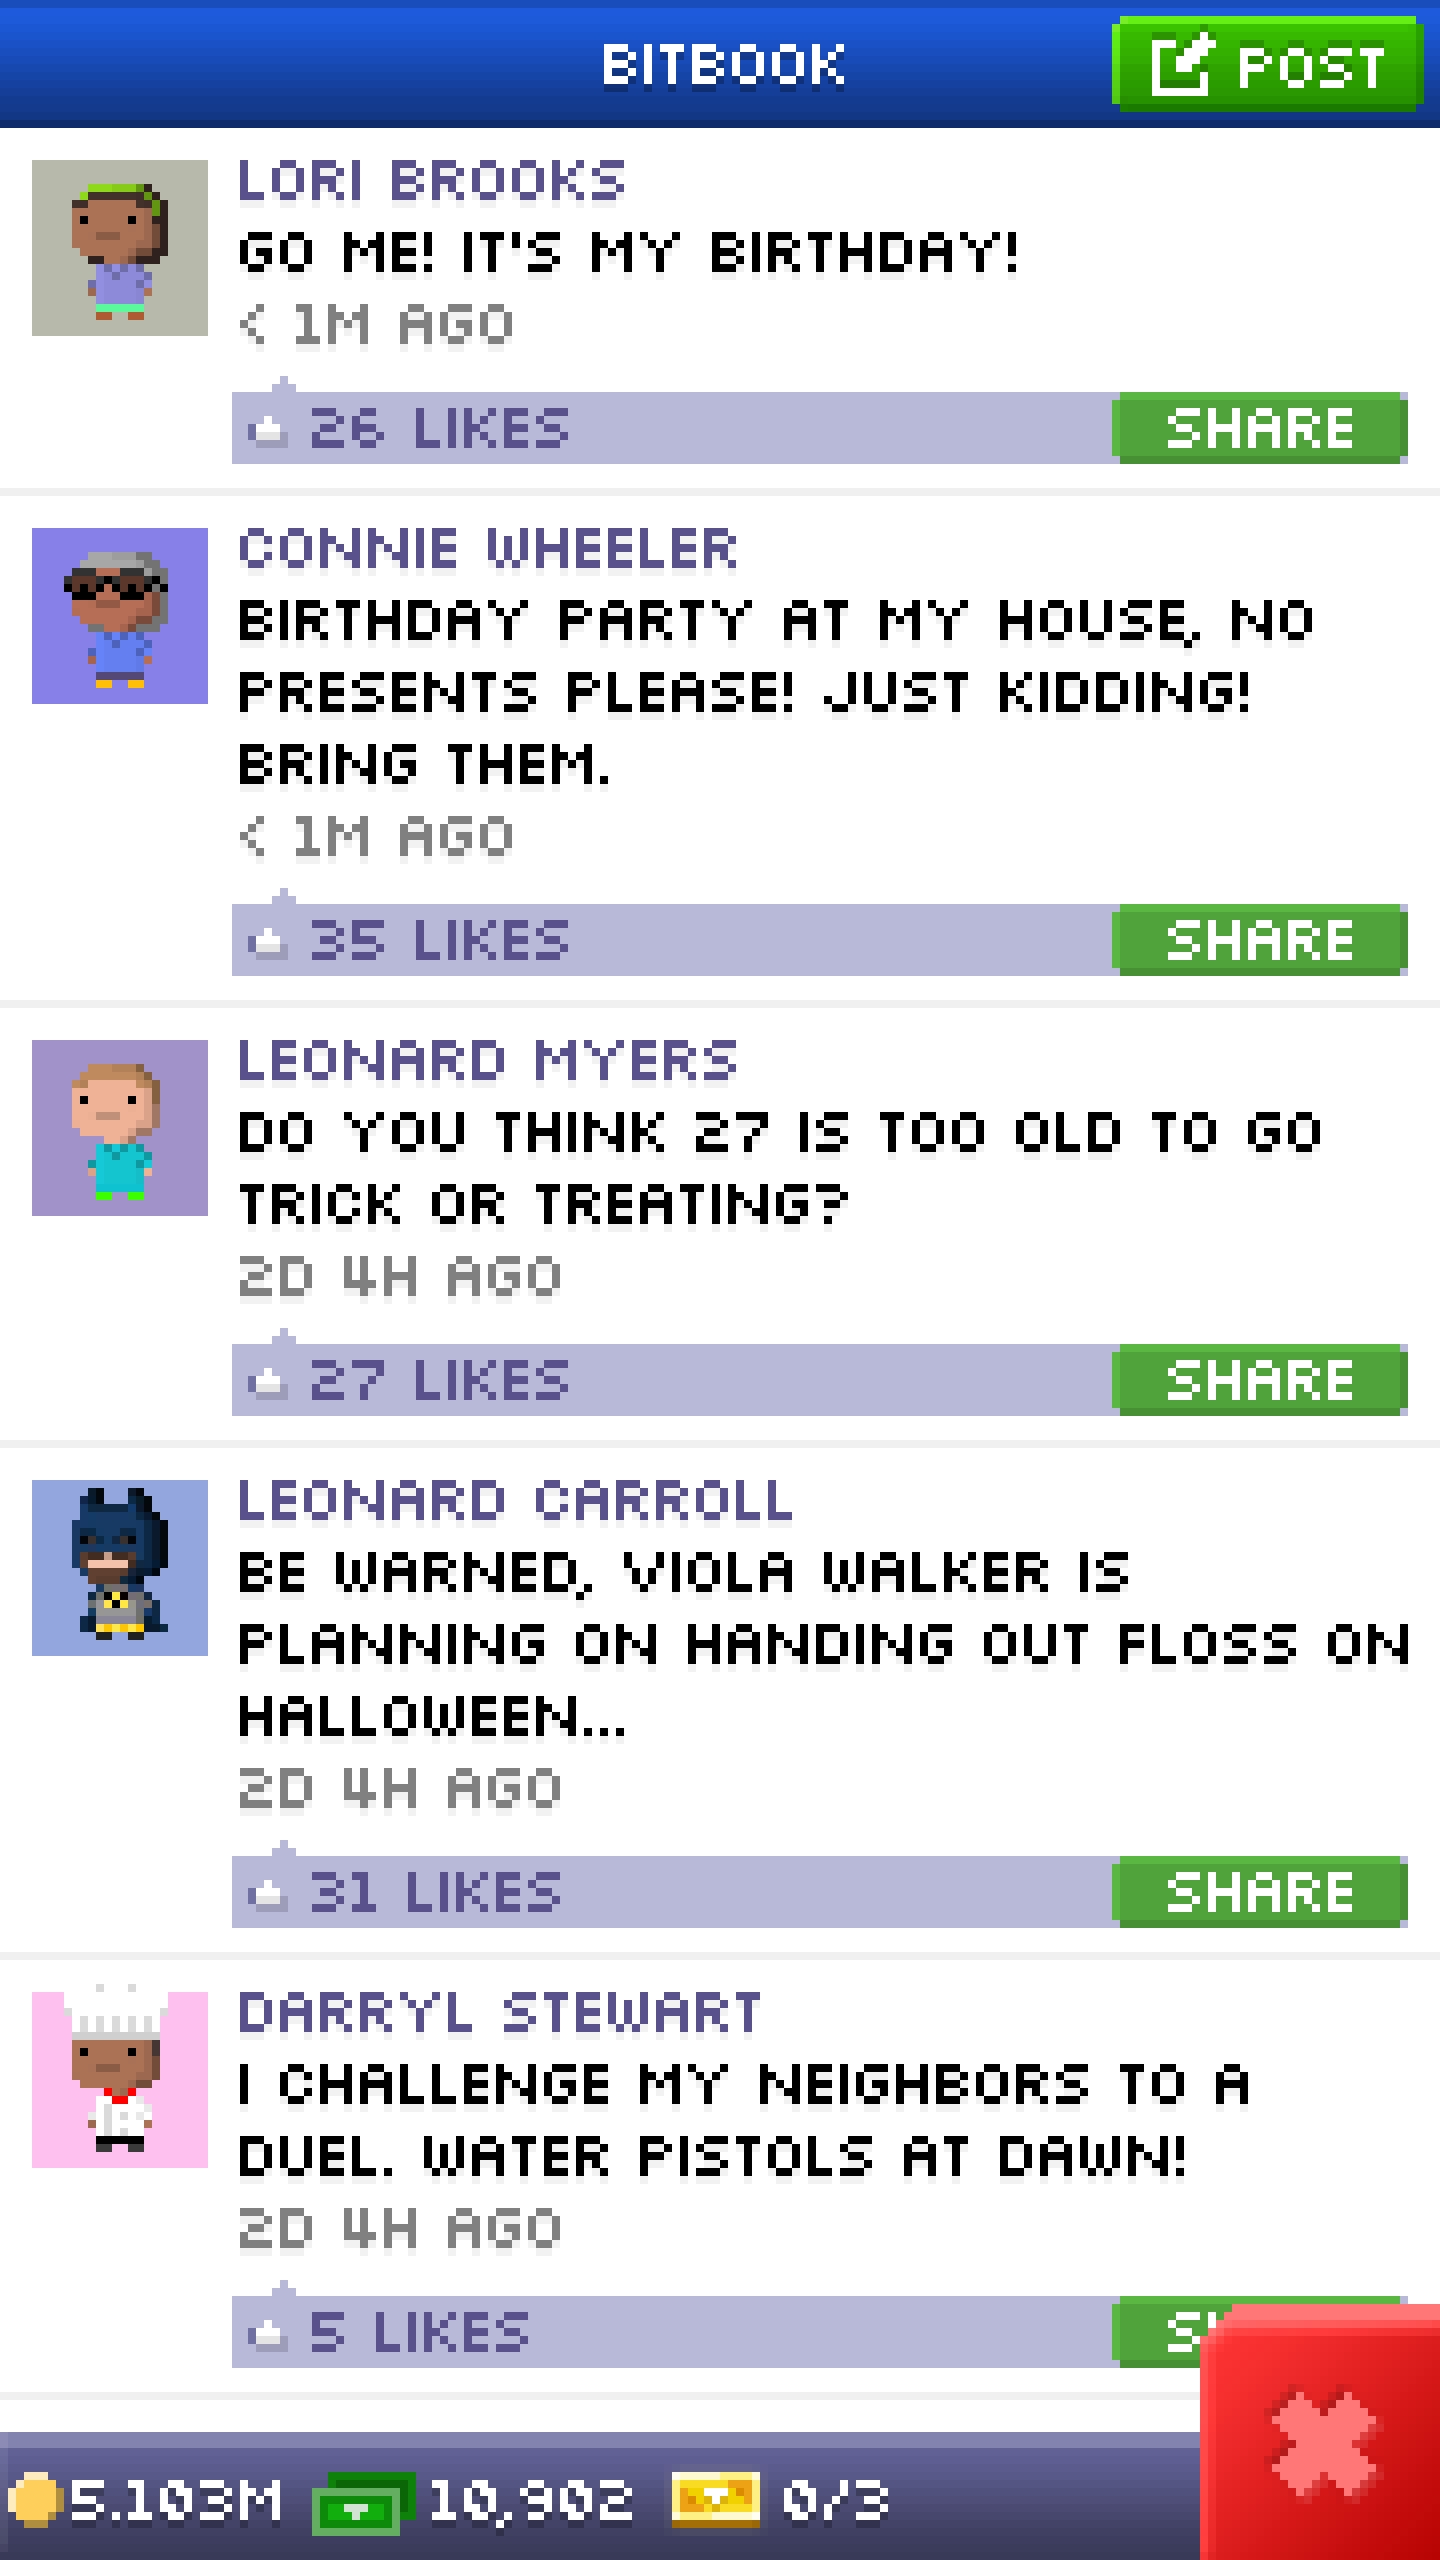 BITBOOK
POST
LORI BROOKS
GO ME! IT'S MY BIRTHDAY!
< 1M AGO
26 LIKES
SHARE
CONNIE WHEELER
BIRTHDAY PARTY AT MY HOUSE, NO
PRESENTS PLEASE! JUST KIDDING!
BRING THEM.
< 1M AGO
35 LIKES
SHARE
LEONARD MYERS
DO YOU THINK 27 IS TOO OLD TO GO
TRICK OR TREATING?
2D 4H AGO
27 LIKES
SHARE
LEONARD CARROLL
BE WARNED, VIOLA WALKER IS
PLANNING ON HANDING OUT FLOSS ON
HALLOWEEN...
2D 4H AGO
31 LIKES
SHARE
DARRYL STEWART
I CHALLENGE MY NEIGHBORS TO A
DUEL. WATER PISTOLS AT DAWN!
2D 4H AGO
5 LIKES
5.103M
10,902
0/3